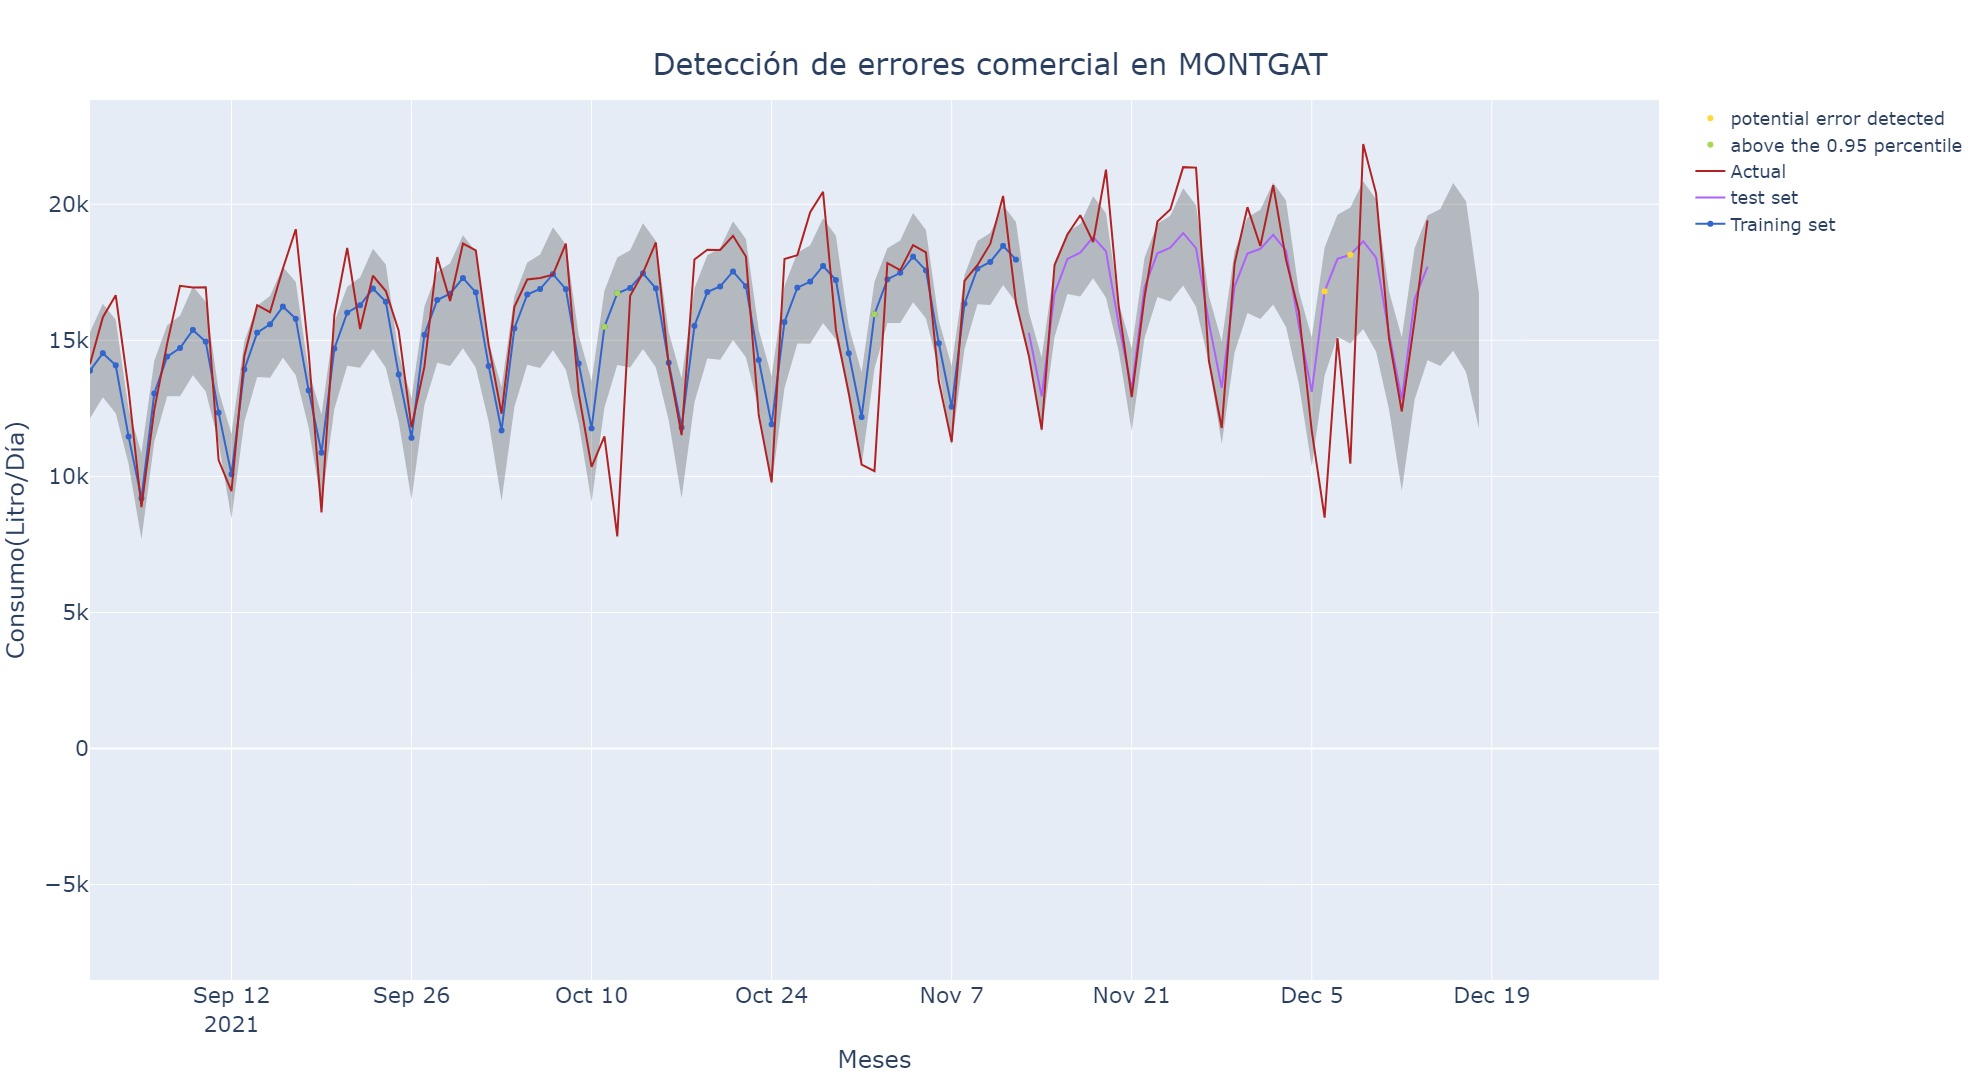 Detección de errores comercial en MONTGAT
potential error detected
above the 0.95 percentile
Actual
test set
Training set
20k
15k
10k
5k
0
−5k
Consumo(Litro/Día)
Sep 12
2021
Sep 26
Oct 10
Oct 24
Nov 7
Nov 21
Dec 5
Dec 19
Meses